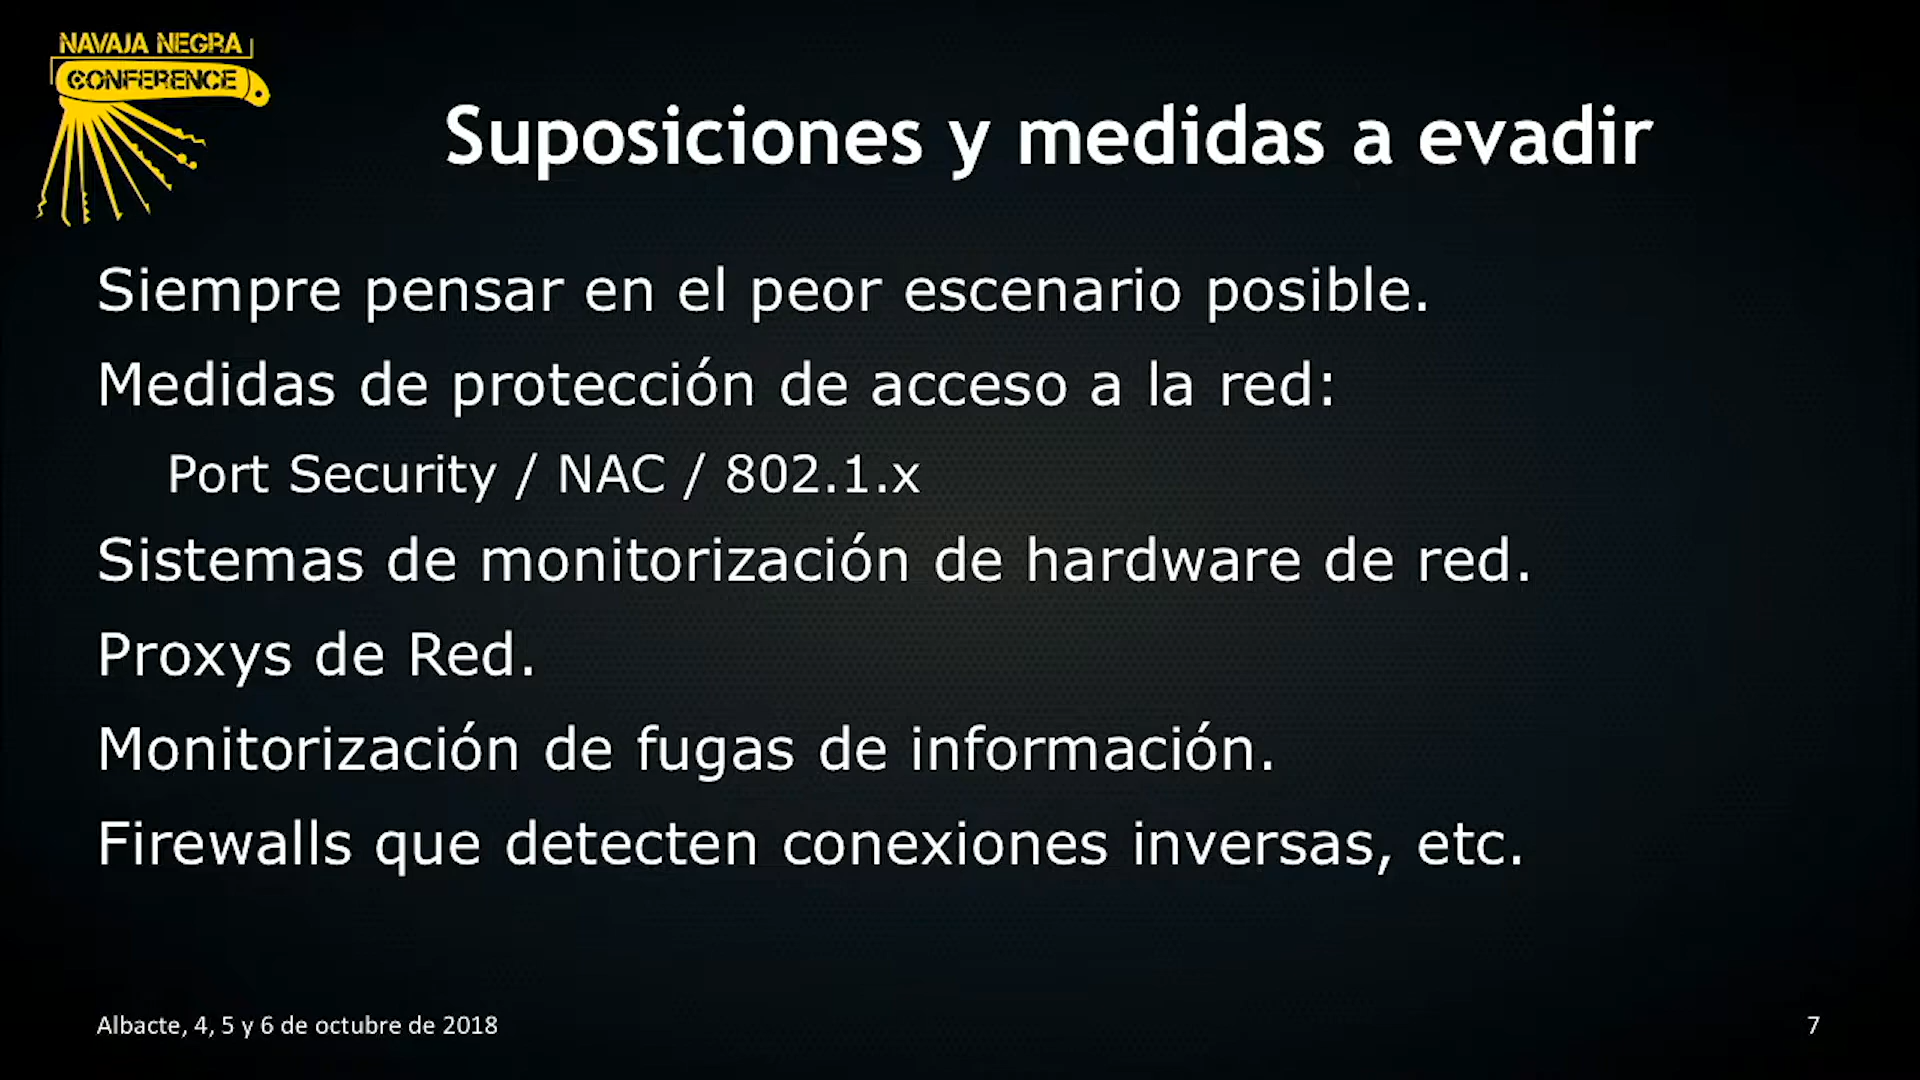 NAVAJA NEGRA
CONFERENCE
Suposiciones y medidas a evadir
Siempre pensar en el peor escenario posible.
Medidas de protección de acceso a la red:
Port Security / NAC / 802.1.x
Sistemas de monitorización de hardware de red.
Proxys de Red.
Monitorización de fugas de información.
Firewalls que detecten conexiones inversas, etc.
Albacte, 4, 5 y 6 de octubre de 2018
7